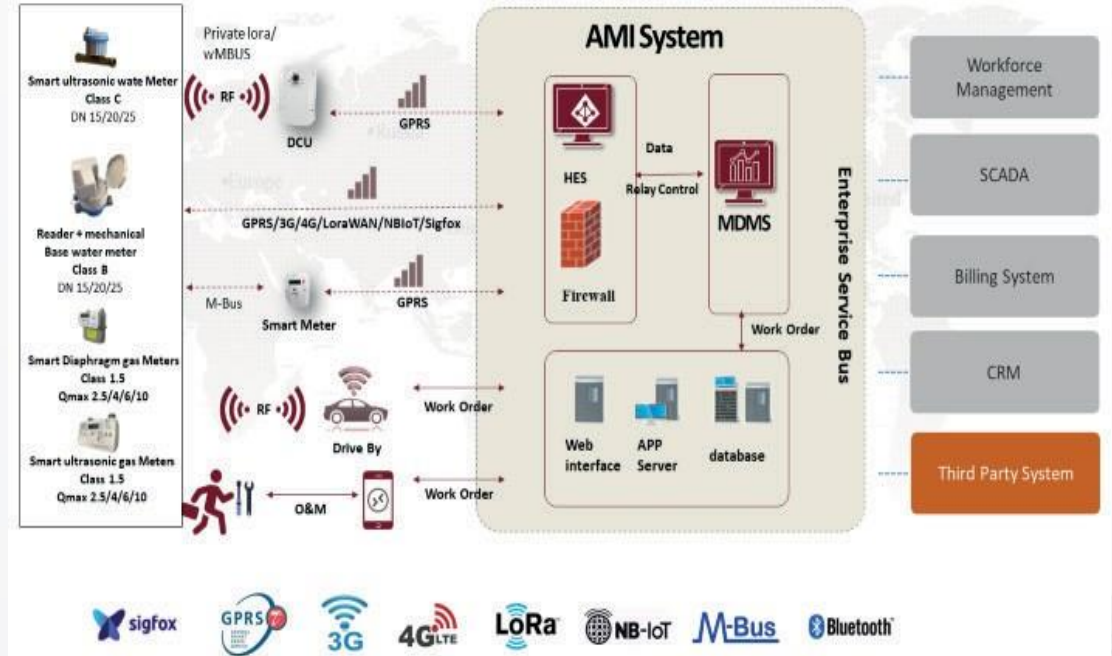 AMI System
Smart ultrasonic wate Meter
Class C
DN 15/20/25
Reader + mechanical
Base water meter
Class B
DN 15/20/25
Smart Diaphragm gas Meters
Class 1.5
Qmax 2.5/4/6/10
Smart ultrasonic gas Meters
Class 1.5
Qmax 2.5/4/6/10
Private lora/
wMBUS
RF
DCU
GPRS
GPRS/3G/4G/LoraWAN/NBIoT/Sigfox
M-Bus
Smart Meter
GPRS
RF
Drive By
Work Order
O&M
Work Order
HES
Firewall
Data
Relay Control
MDMS
Work Order
Web
interface
APP
Server
database
Enterprise Service Bus
Workforce
Management
SCADA
Billing System
CRM
Third Party System
sigfox
GPRS
3G
4G LTE
LoRa
NB-IoT
M-Bus
Bluetooth